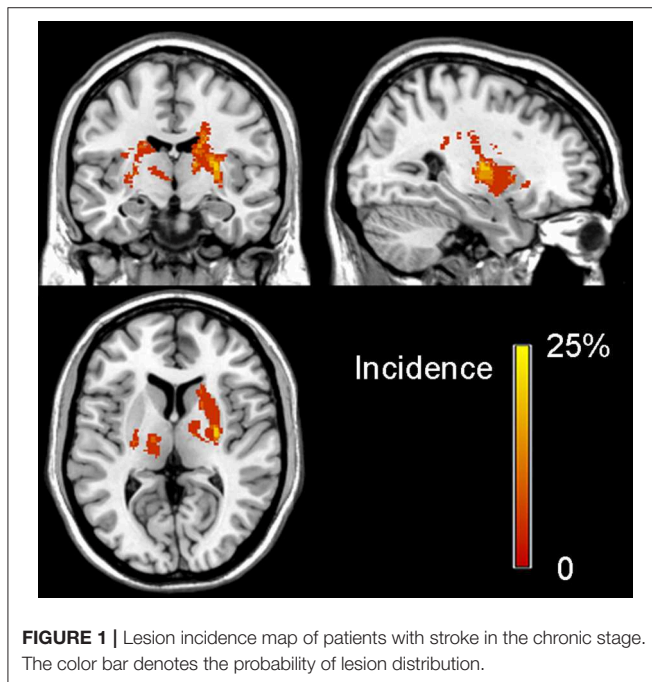 Incidence
25%
0
FIGURE 1 | Lesion incidence map of patients with stroke in the chronic stage.
The color bar denotes the probability of lesion distribution.